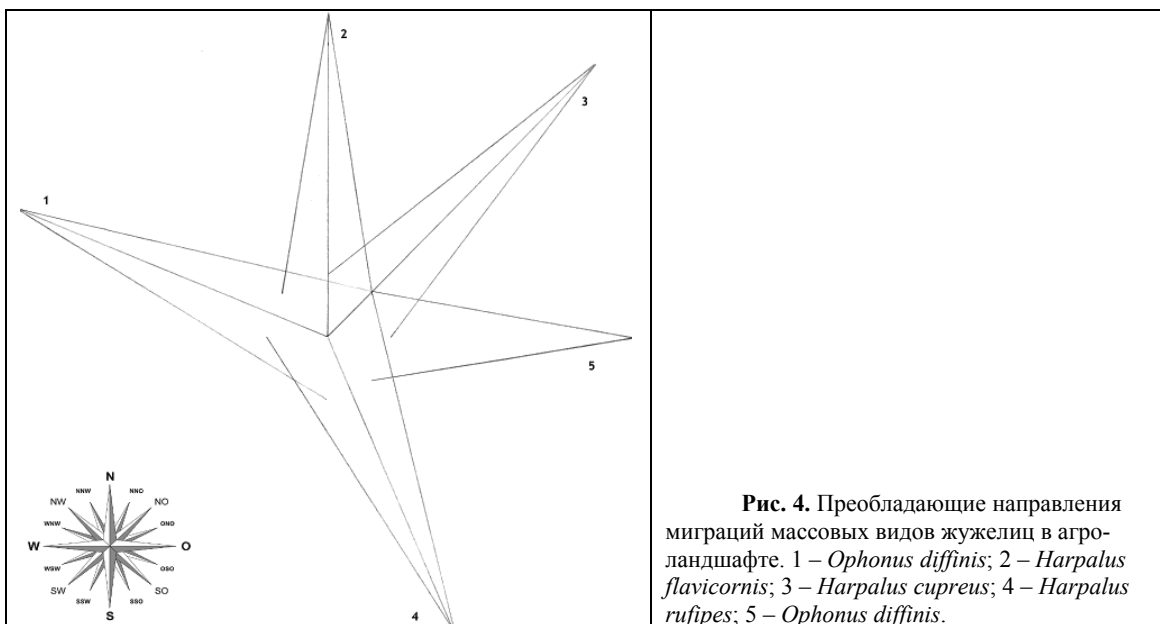 2
3
1
5
4
N
NNW
NNO
NW
NO
WNW
ONO
W
O
WSW
OSO
SW
SO
SSW
SSO
S
Рис. 4. Преобладающие направления
миграций массовых видов жужелиц в агро-
ландшафте. 1 – Ophonus diffinis; 2 – Harpalus
flavicornis; 3 – Harpalus cupreus; 4 – Harpalus
rufipes; 5 – Ophonus diffinis.